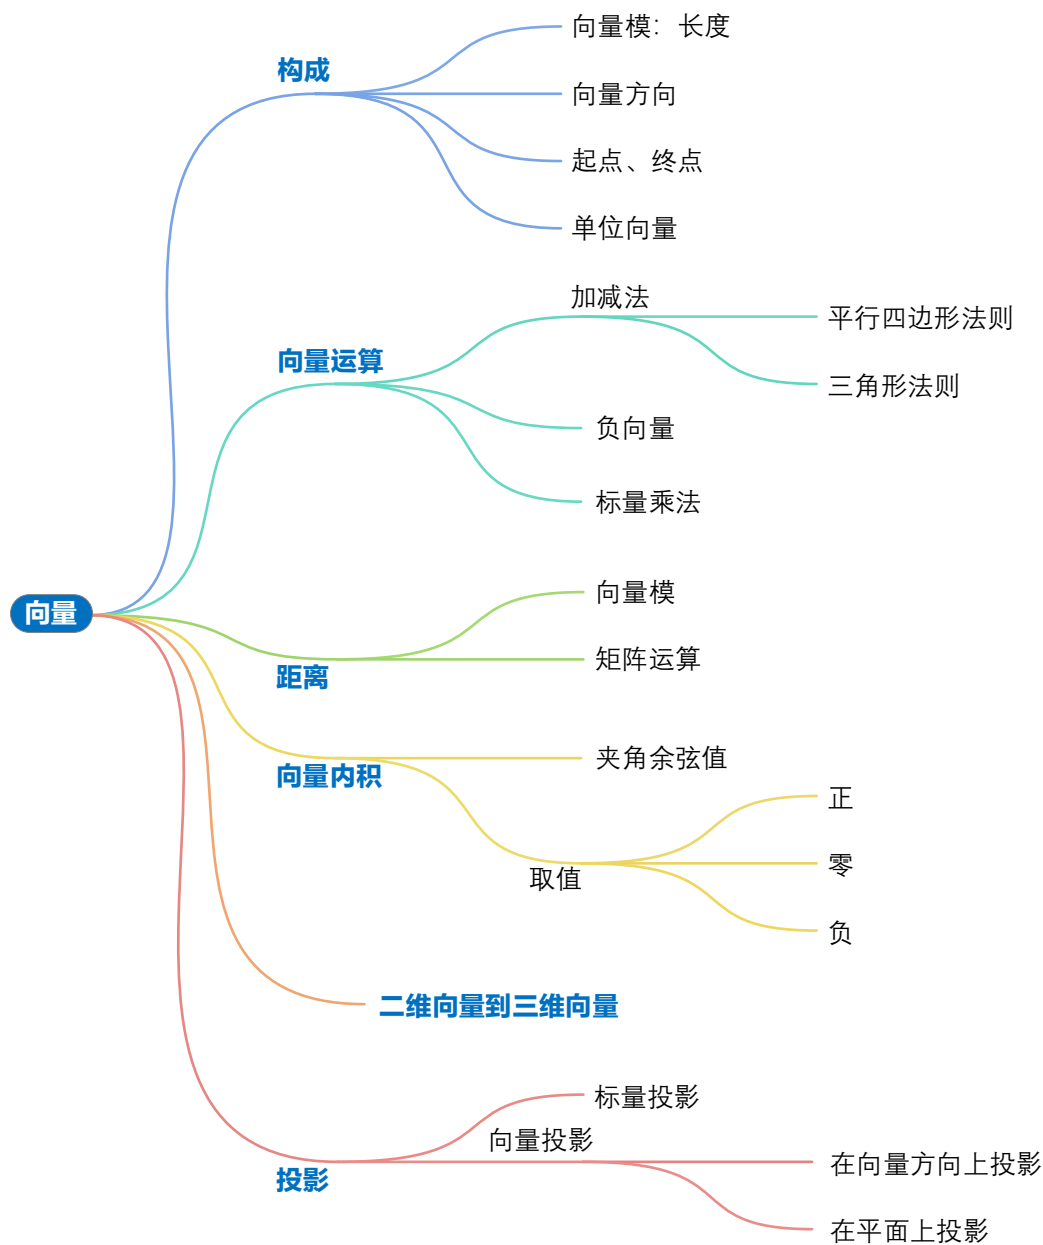 向量
构成
向量模：长度
向量方向
起点、终点
单位向量
向量运算
加减法
平行四边形法则
三角形法则
负向量
标量乘法
距离
向量模
矩阵运算
向量内积
夹角余弦值
取值
正
零
负
二维向量到三维向量
投影
标量投影
向量投影
在向量方向上投影
在平面上投影